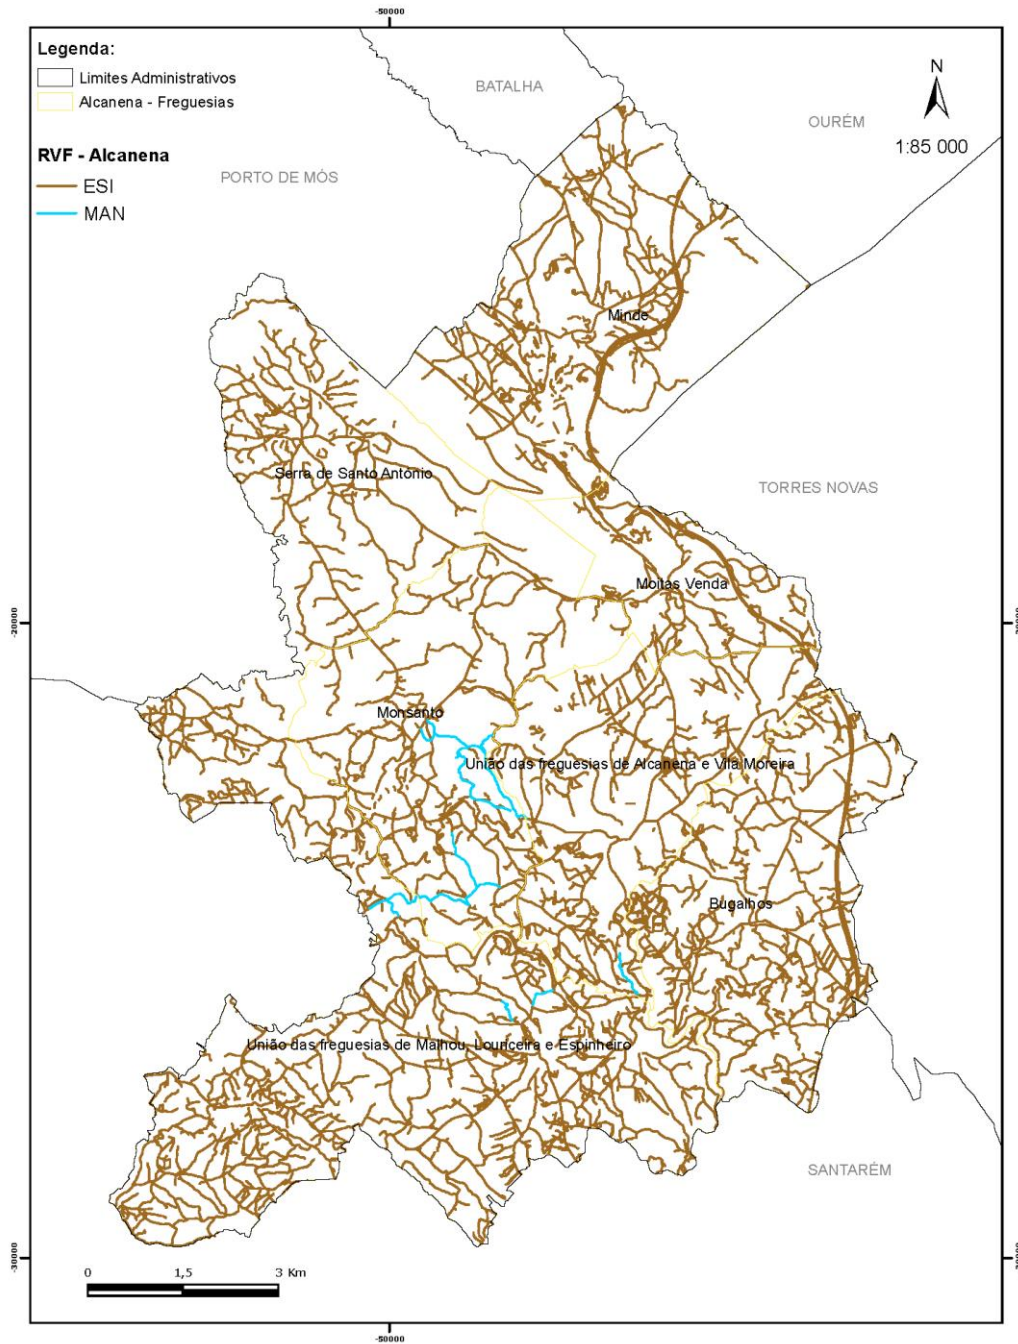 -50000
Legenda:
Limites Administrativos
Alcanena - Freguesias
RVF - Alcanena
ESI
MAN
BATALHA
OURÉM
N
1:85 000
PORTO DE MÓS
Minde
Serra de Santo António
TORRES NOVAS
Moitas Venda
-20000
-20000
Monsanto
União das freguesias de Alcanena e Vila Moreira
Bugalhos
União das freguesias de Malhou, Louriceira e Espinheiro
SANTARÉM
-30000
-30000
0 1,5 3 Km
-50000